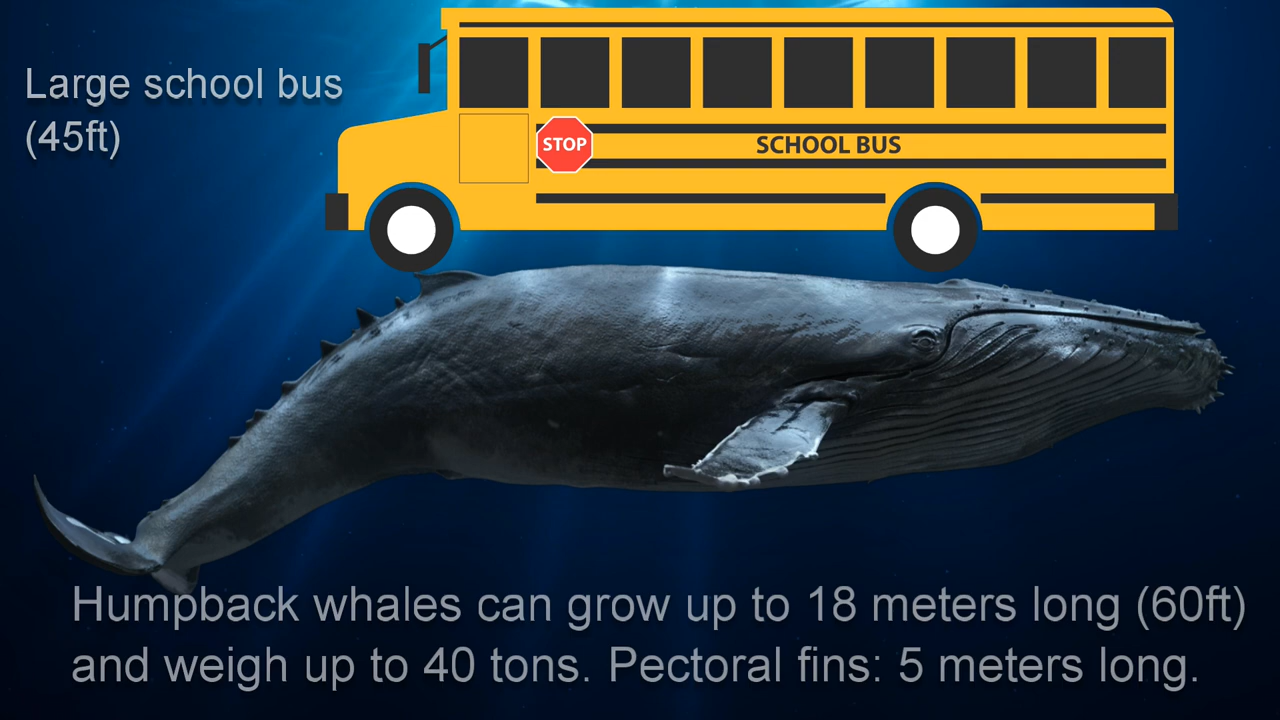 Large school bus
(45ft)
STOP
SCHOOL BUS
Humpback whales can grow up to 18 meters long (60ft)
and weigh up to 40 tons. Pectoral fins: 5 meters long.